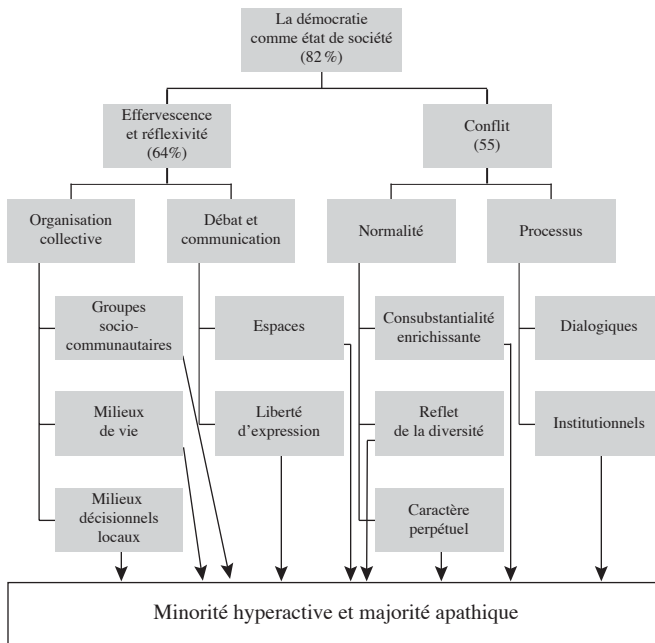 La démocratie
comme état de société
(82 %)
Effervescence
et réflexivité
(64%)
Conflit
(55)
Organisation
collective
Débat et
communication
Normalité
Processus
Groupes
socio-
communautaires
Espaces
Consubstantialité
enrichissante
Dialogiques
Milieux
de vie
Liberté
d’expression
Reflet
de la diversité
Institutionnels
Milieux
décisionnels
locaux
Caractère
perpétuel
Minorité hyperactive et majorité apathique